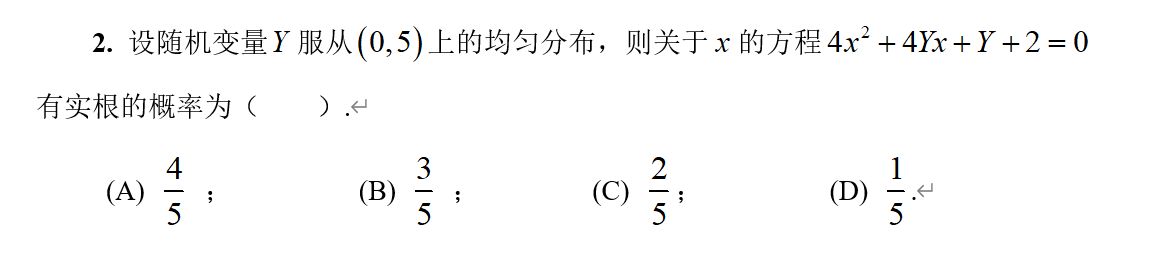 2. 设随机变量 Y 服从 (0,5) 上的均匀分布，则关于 x 的方程 4x² + 4Yx + Y + 2 = 0
有实根的概率为（　　）.↵
(A) 4/5 ； (B) 3/5 ； (C) 2/5 ； (D) 1/5 .↵